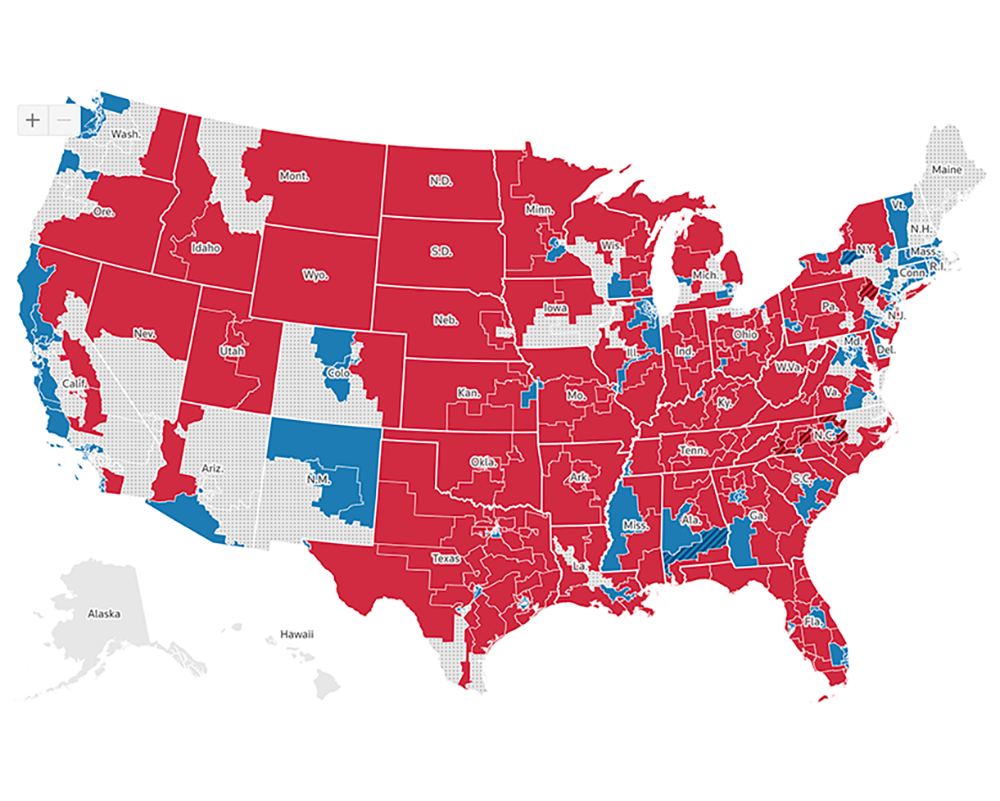 + −
Wash.
Maine
Mont.
N.D.
Vt.
Ore.
Minn.
N.H.
Idaho
S.D.
Wis.
N.Y.
Mass.
R.I.
Conn.
Wyo.
Mich.
Iowa
Pa.
N.J.
Neb.
Nev.
Ohio
Utah
Ill.
Ind.
Md.
Del.
Calif.
Colo.
W.Va.
Va.
Kan.
Mo.
Ky.
N.C.
Ariz.
N.M.
Okla.
Tenn.
Ark.
S.C.
Miss.
Ala.
Ga.
Texas
La.
Alaska
Hawaii
Fla.